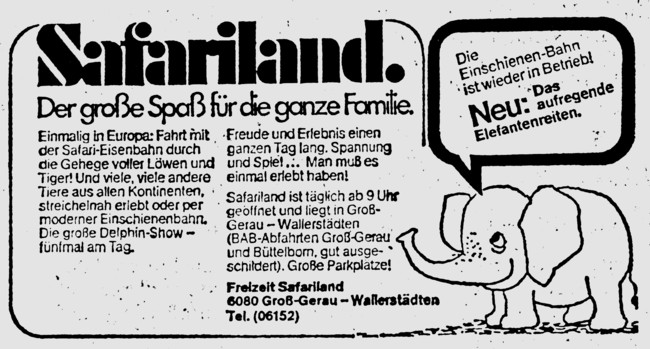 Safariland.
Der große Spaß für die ganze Familie.
Einmalig in Europa: Fahrt mit
der Safari-Eisenbahn durch
die Gehege voller Löwen und
Tiger! Und viele, viele andere
Tiere aus allen Kontinenten,
streichelnah erlebt oder per
moderner Einschienenbahn.
Die große Delphin-Show –
fünfmal am Tag.
Freude und Erlebnis einen
ganzen Tag lang. Spannung
und Spiel ... Man muß es
einmal erlebt haben!
Safariland ist täglich ab 9 Uhr
geöffnet und liegt in Groß-
Gerau – Wallerstädten
(BAB-Abfahrten Groß-Gerau
und Büttelborn, gut ausge-
schildert). Große Parkplätze!
Freizeit Safariland
6080 Groß-Gerau – Wallerstädten
Tel. (06152)
Die
Einschienen-Bahn
ist wieder in Betrieb!
Neu: Das
aufregende
Elefantenreiten.